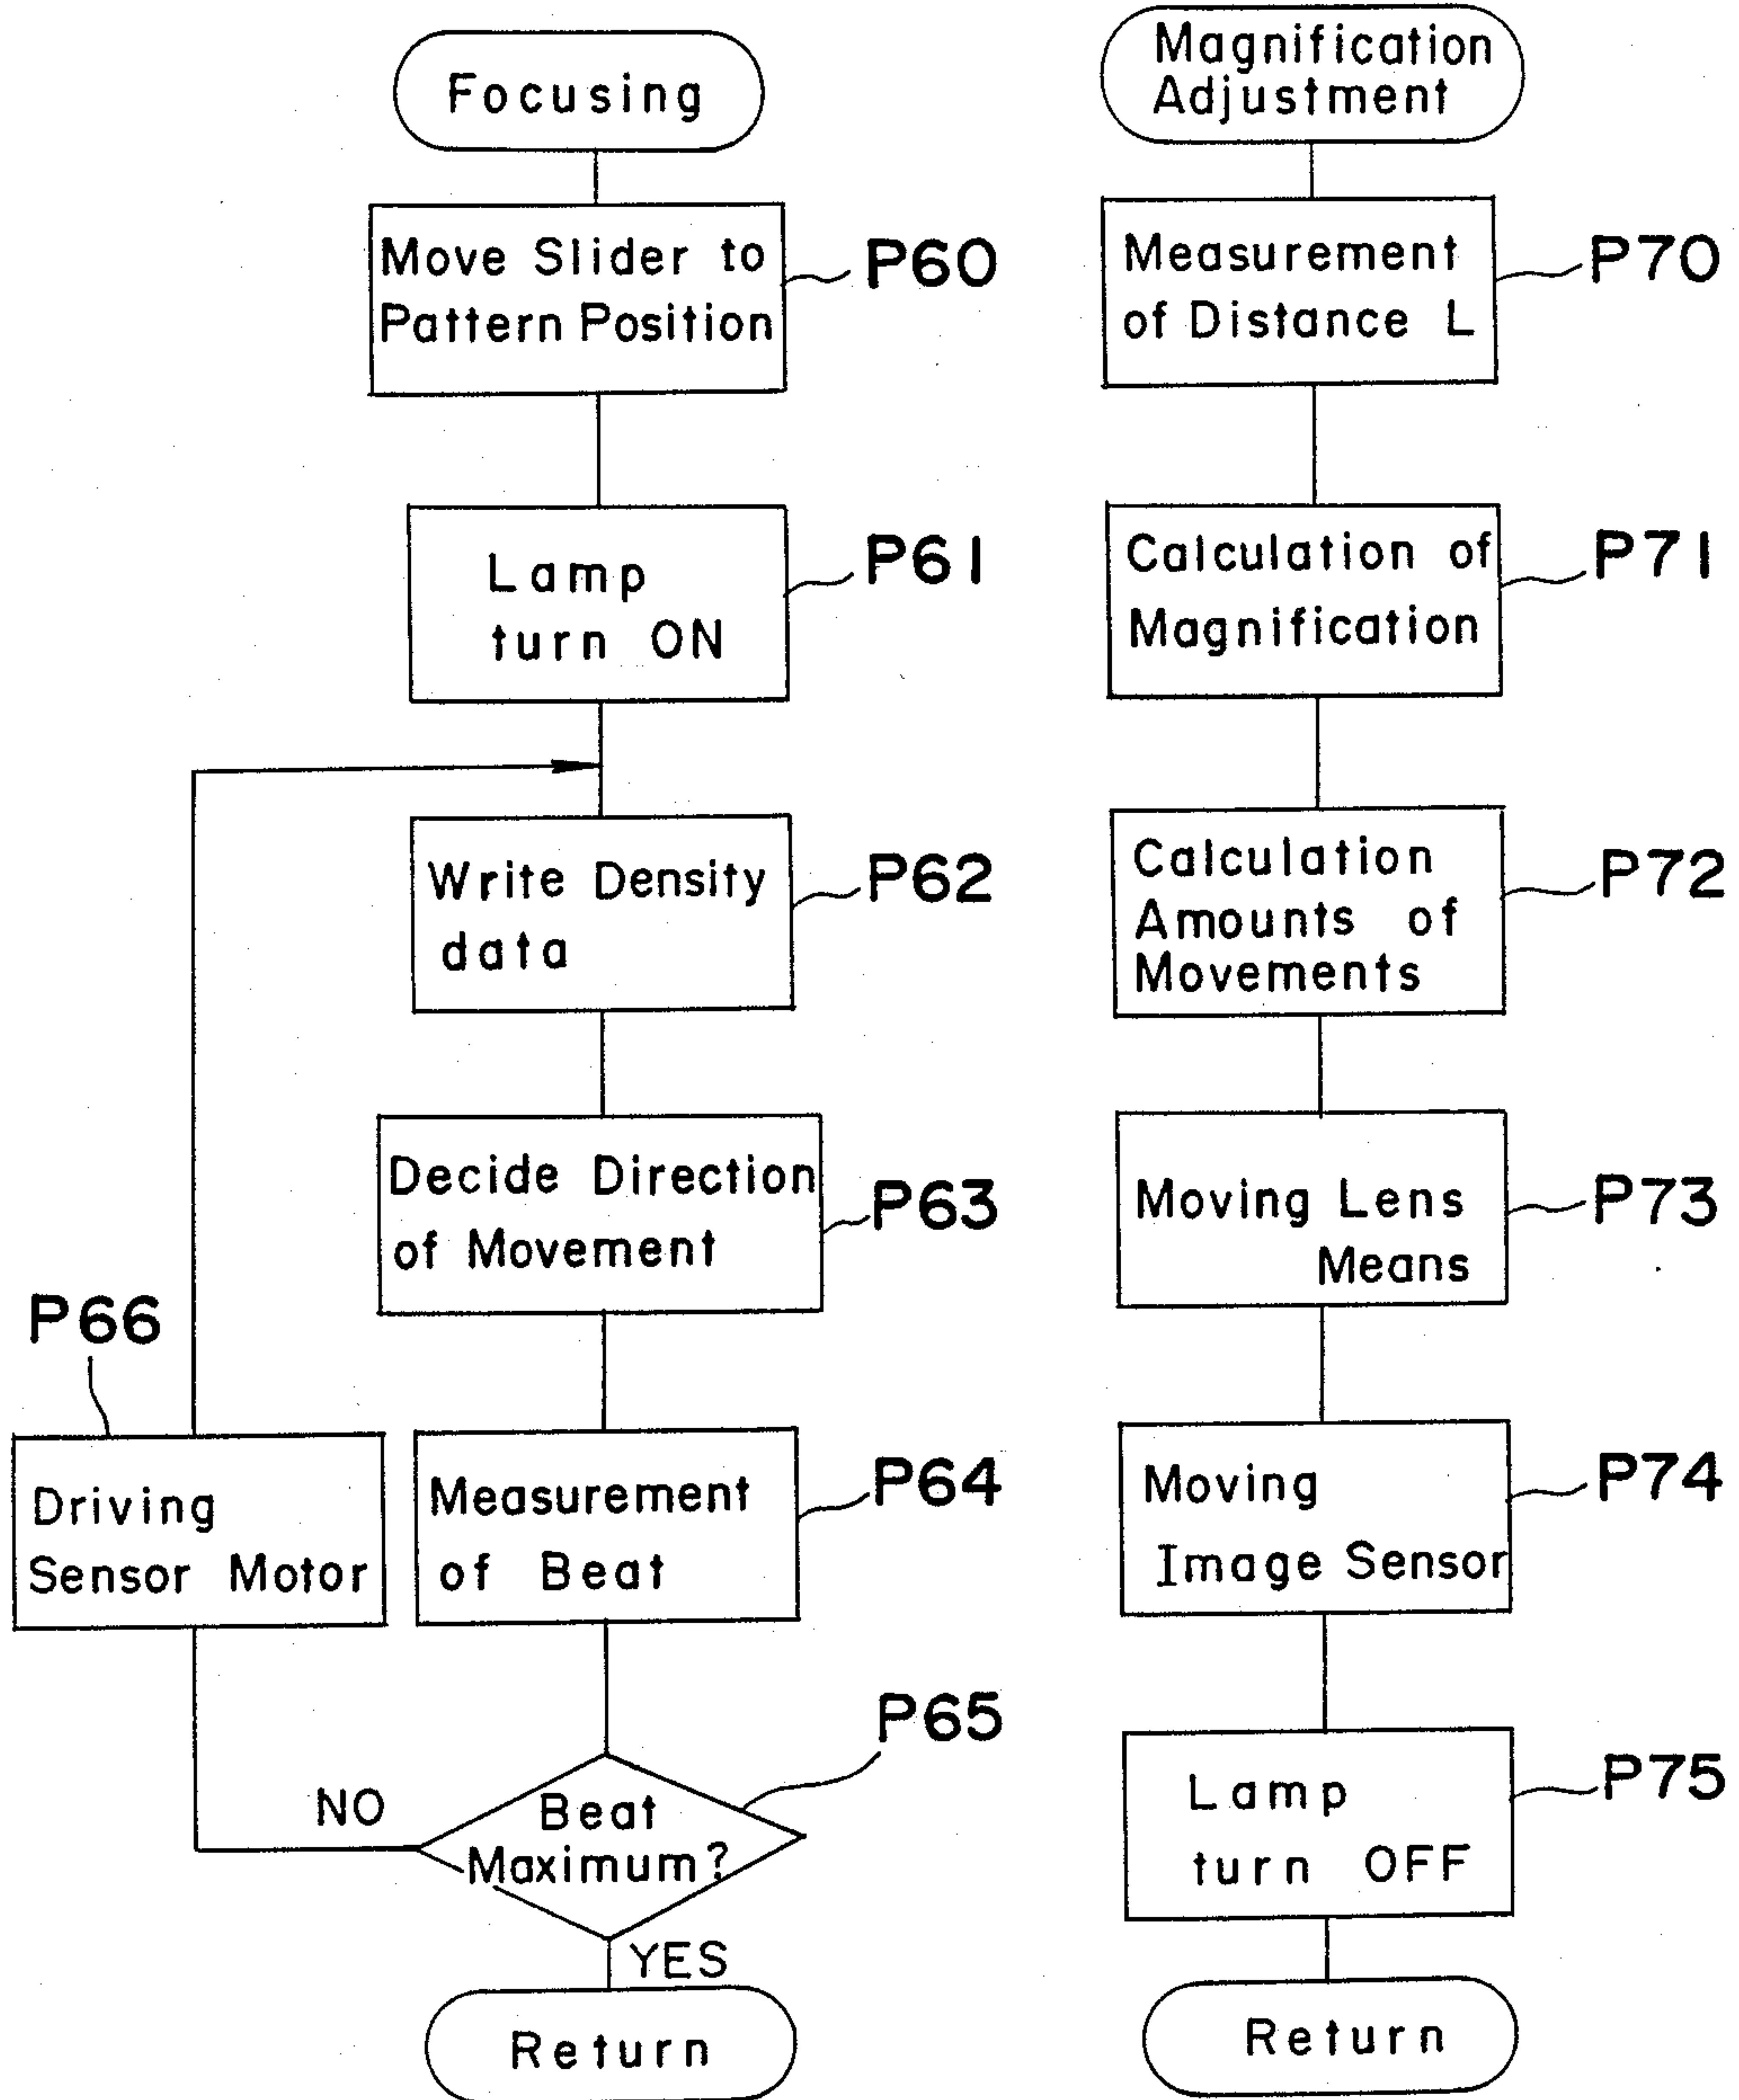 Focusing
Move Slider to
Pattern Position
P60
Lamp
turn ON
P61
Write Density
data
P62
Decide Direction
of Movement
P63
P66
Driving
Sensor Motor
Measurement
of Beat
P64
P65
NO
Beat
Maximum?
YES
Return
Magnification
Adjustment
Measurement
of Distance L
P70
Calculation of
Magnification
P71
Calculation
Amounts of
Movements
P72
Moving Lens
Means
P73
Moving
Image Sensor
P74
Lamp
turn OFF
P75
Return